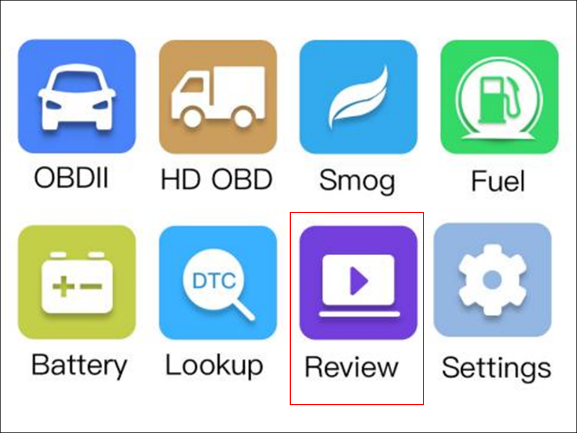 OBDII HD OBD Smog Fuel
DTC
Battery Lookup Review Settings